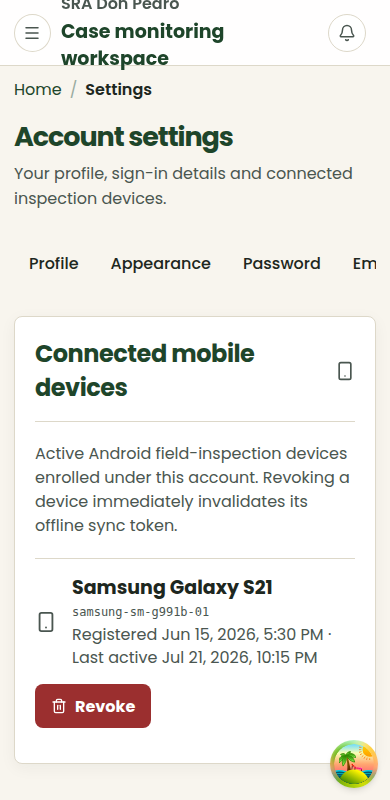 SRA Don Pedro
Case monitoring
workspace
Home / Settings
Account settings
Your profile, sign-in details and connected
inspection devices.
Profile Appearance Password Em
Connected mobile
devices
Active Android field-inspection devices
enrolled under this account. Revoking a
device immediately invalidates its
offline sync token.
Samsung Galaxy S21
samsung-sm-g991b-01
Registered Jun 15, 2026, 5:30 PM ·
Last active Jul 21, 2026, 10:15 PM
Revoke